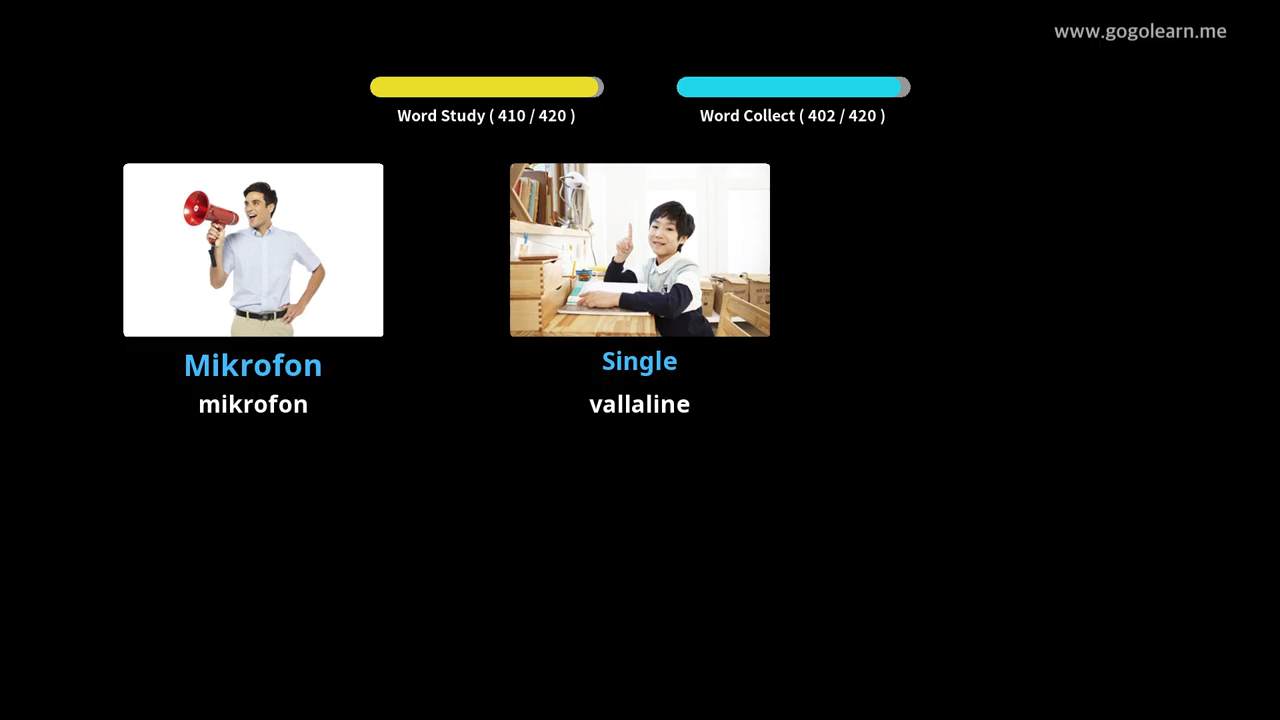 www.gogolearn.me
Word Study ( 410 / 420 )
Word Collect ( 402 / 420 )
Mikrofon
mikrofon
Single
vallaline